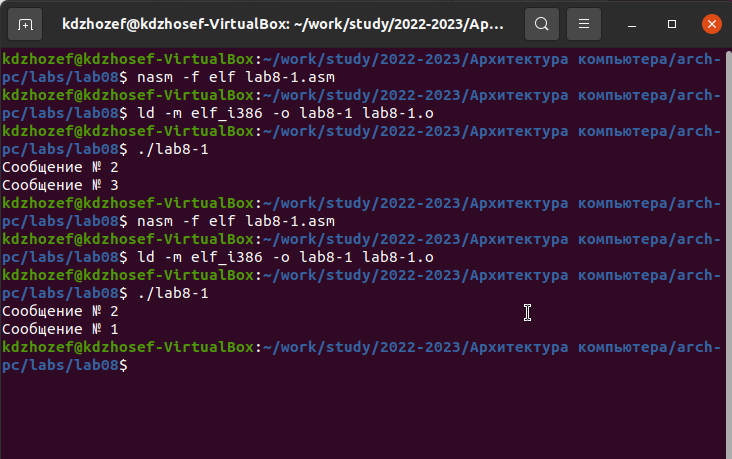 kdzhozef@kdzhosef-VirtualBox: ~/work/study/2022-2023/Ар...
kdzhozef@kdzhosef-VirtualBox:~/work/study/2022-2023/Архитектура компьютера/arch-
pc/labs/lab08$ nasm -f elf lab8-1.asm
kdzhozef@kdzhosef-VirtualBox:~/work/study/2022-2023/Архитектура компьютера/arch-
pc/labs/lab08$ ld -m elf_i386 -o lab8-1 lab8-1.o
kdzhozef@kdzhosef-VirtualBox:~/work/study/2022-2023/Архитектура компьютера/arch-
pc/labs/lab08$ ./lab8-1
Сообщение № 2
Сообщение № 3
kdzhozef@kdzhosef-VirtualBox:~/work/study/2022-2023/Архитектура компьютера/arch-
pc/labs/lab08$ nasm -f elf lab8-1.asm
kdzhozef@kdzhosef-VirtualBox:~/work/study/2022-2023/Архитектура компьютера/arch-
pc/labs/lab08$ ld -m elf_i386 -o lab8-1 lab8-1.o
kdzhozef@kdzhosef-VirtualBox:~/work/study/2022-2023/Архитектура компьютера/arch-
pc/labs/lab08$ ./lab8-1
Сообщение № 2
Сообщение № 1
kdzhozef@kdzhosef-VirtualBox:~/work/study/2022-2023/Архитектура компьютера/arch-
pc/labs/lab08$